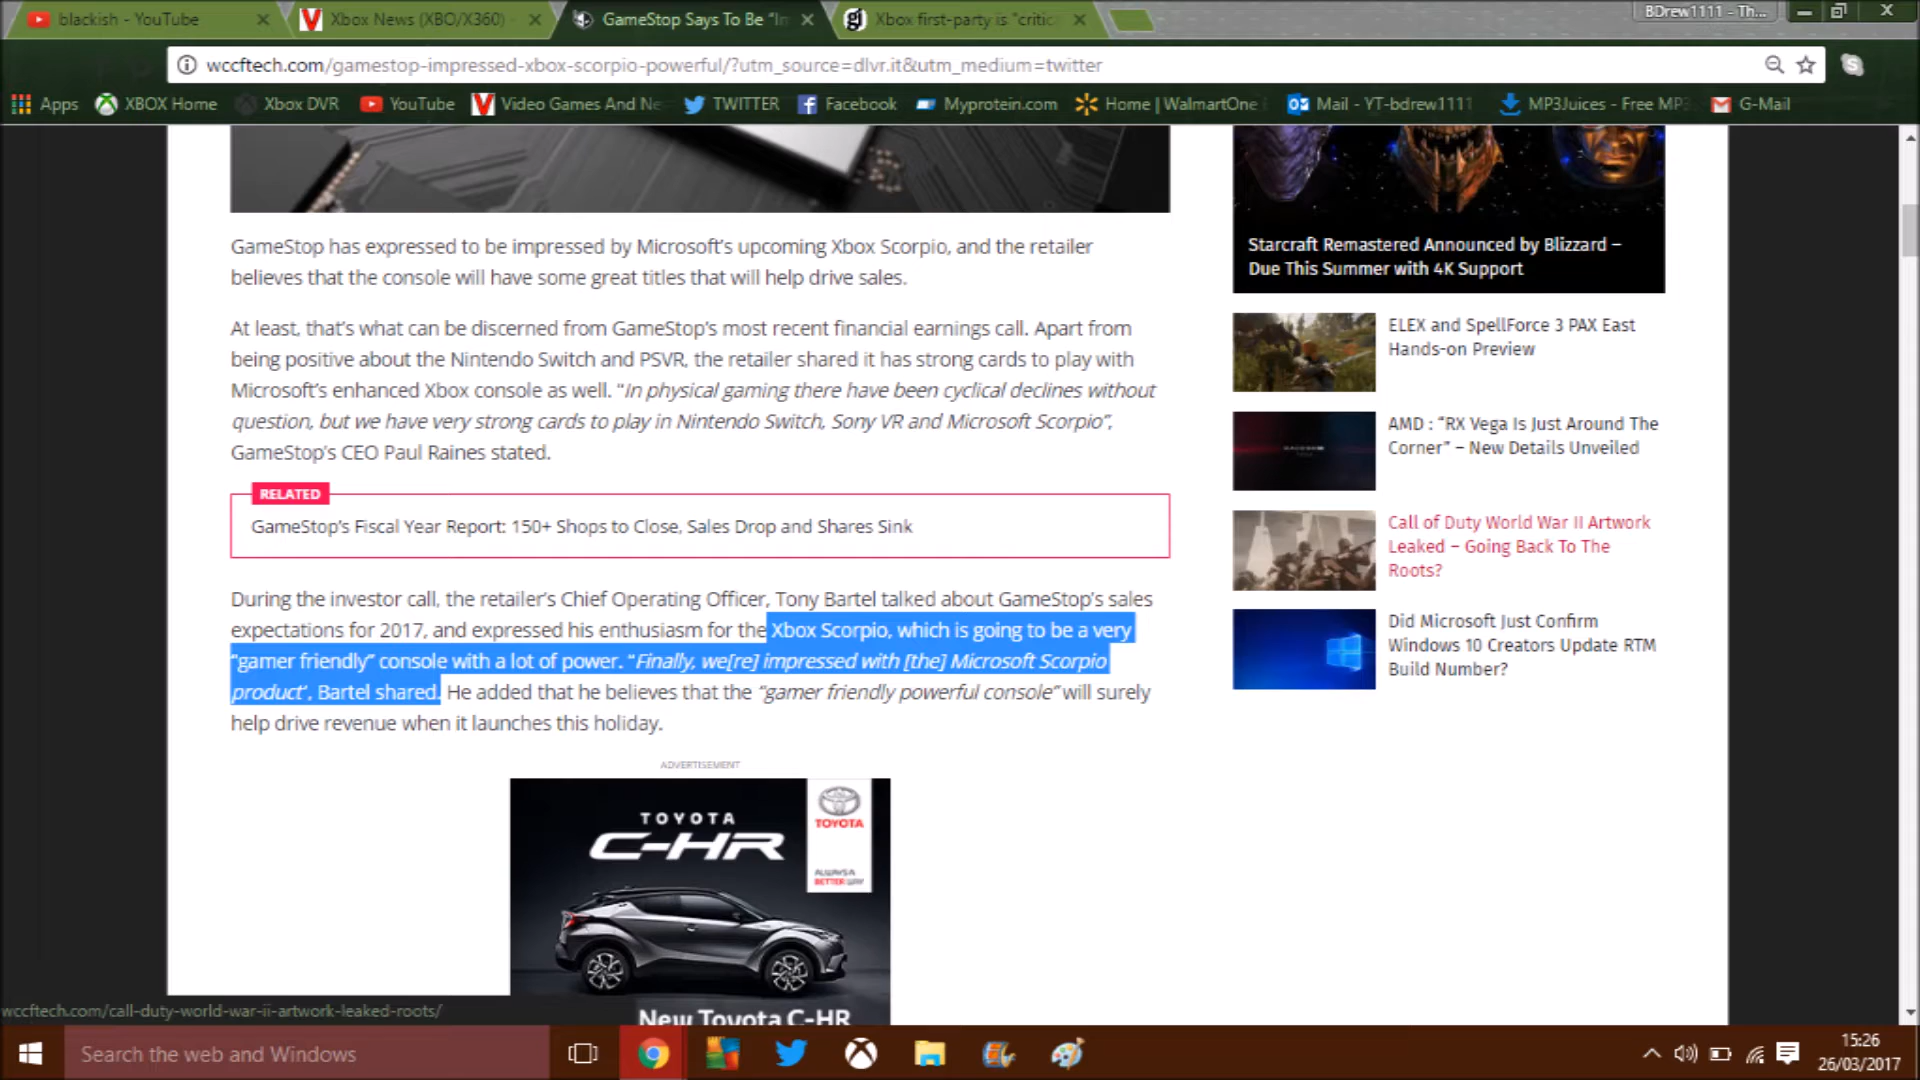 blackish - YouTube
Xbox News (XBO/X360) -
GameStop Says To Be "Im
Xbox first-party is "critic
BDrew1111 - Th...
wccftech.com/gamestop-impressed-xbox-scorpio-powerful/?utm_source=dlvr.it&utm_medium=twitter
Apps
XBOX Home
Xbox DVR
YouTube
Video Games And Ne
TWITTER
Facebook
Myprotein.com
Home | WalmartOne
Mail - YT-bdrew1111
MP3Juices - Free MP3
G-Mail
GameStop has expressed to be impressed by Microsoft's upcoming Xbox Scorpio, and the retailer
believes that the console will have some great titles that will help drive sales.
At least, that's what can be discerned from GameStop's most recent financial earnings call. Apart from
being positive about the Nintendo Switch and PSVR, the retailer shared it has strong cards to play with
Microsoft's enhanced Xbox console as well. "In physical gaming there have been cyclical declines without
question, but we have very strong cards to play in Nintendo Switch, Sony VR and Microsoft Scorpio",
GameStop's CEO Paul Raines stated.
RELATED
GameStop's Fiscal Year Report: 150+ Shops to Close, Sales Drop and Shares Sink
During the investor call, the retailer's Chief Operating Officer, Tony Bartel talked about GameStop's sales
expectations for 2017, and expressed his enthusiasm for the Xbox Scorpio, which is going to be a very
"gamer friendly" console with a lot of power. "Finally, we[re] impressed with [the] Microsoft Scorpio
product", Bartel shared. He added that he believes that the "gamer friendly powerful console" will surely
help drive revenue when it launches this holiday.
ADVERTISEMENT
TOYOTA
C-HR
TOYOTA
ALWAYS A
BETTER WAY
New Toyota C-HR
Starcraft Remastered Announced by Blizzard –
Due This Summer with 4K Support
ELEX and SpellForce 3 PAX East
Hands-on Preview
AMD : "RX Vega Is Just Around The
Corner" – New Details Unveiled
Call of Duty World War II Artwork
Leaked – Going Back To The
Roots?
Did Microsoft Just Confirm
Windows 10 Creators Update RTM
Build Number?
wccftech.com/call-duty-world-war-ii-artwork-leaked-roots/
Search the web and Windows
15:26
26/03/2017